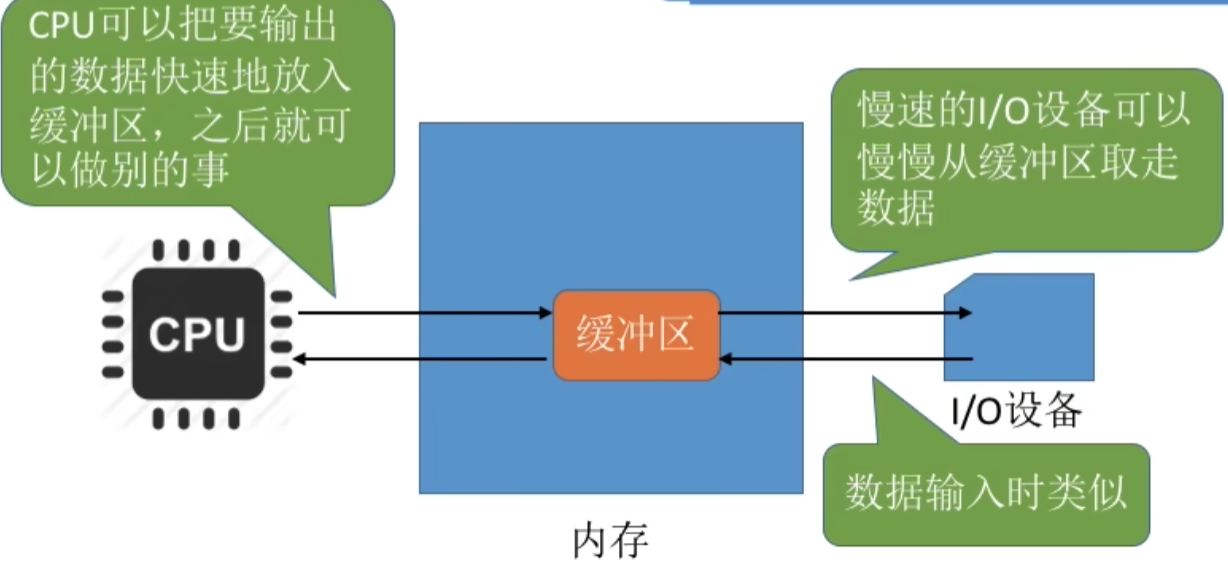 CPU可以把要输出
的数据快速地放入
缓冲区，之后就可
以做别的事
慢速的I/O设备可以
慢慢从缓冲区取走
数据
CPU
缓冲区
I/O设备
数据输入时类似
内存